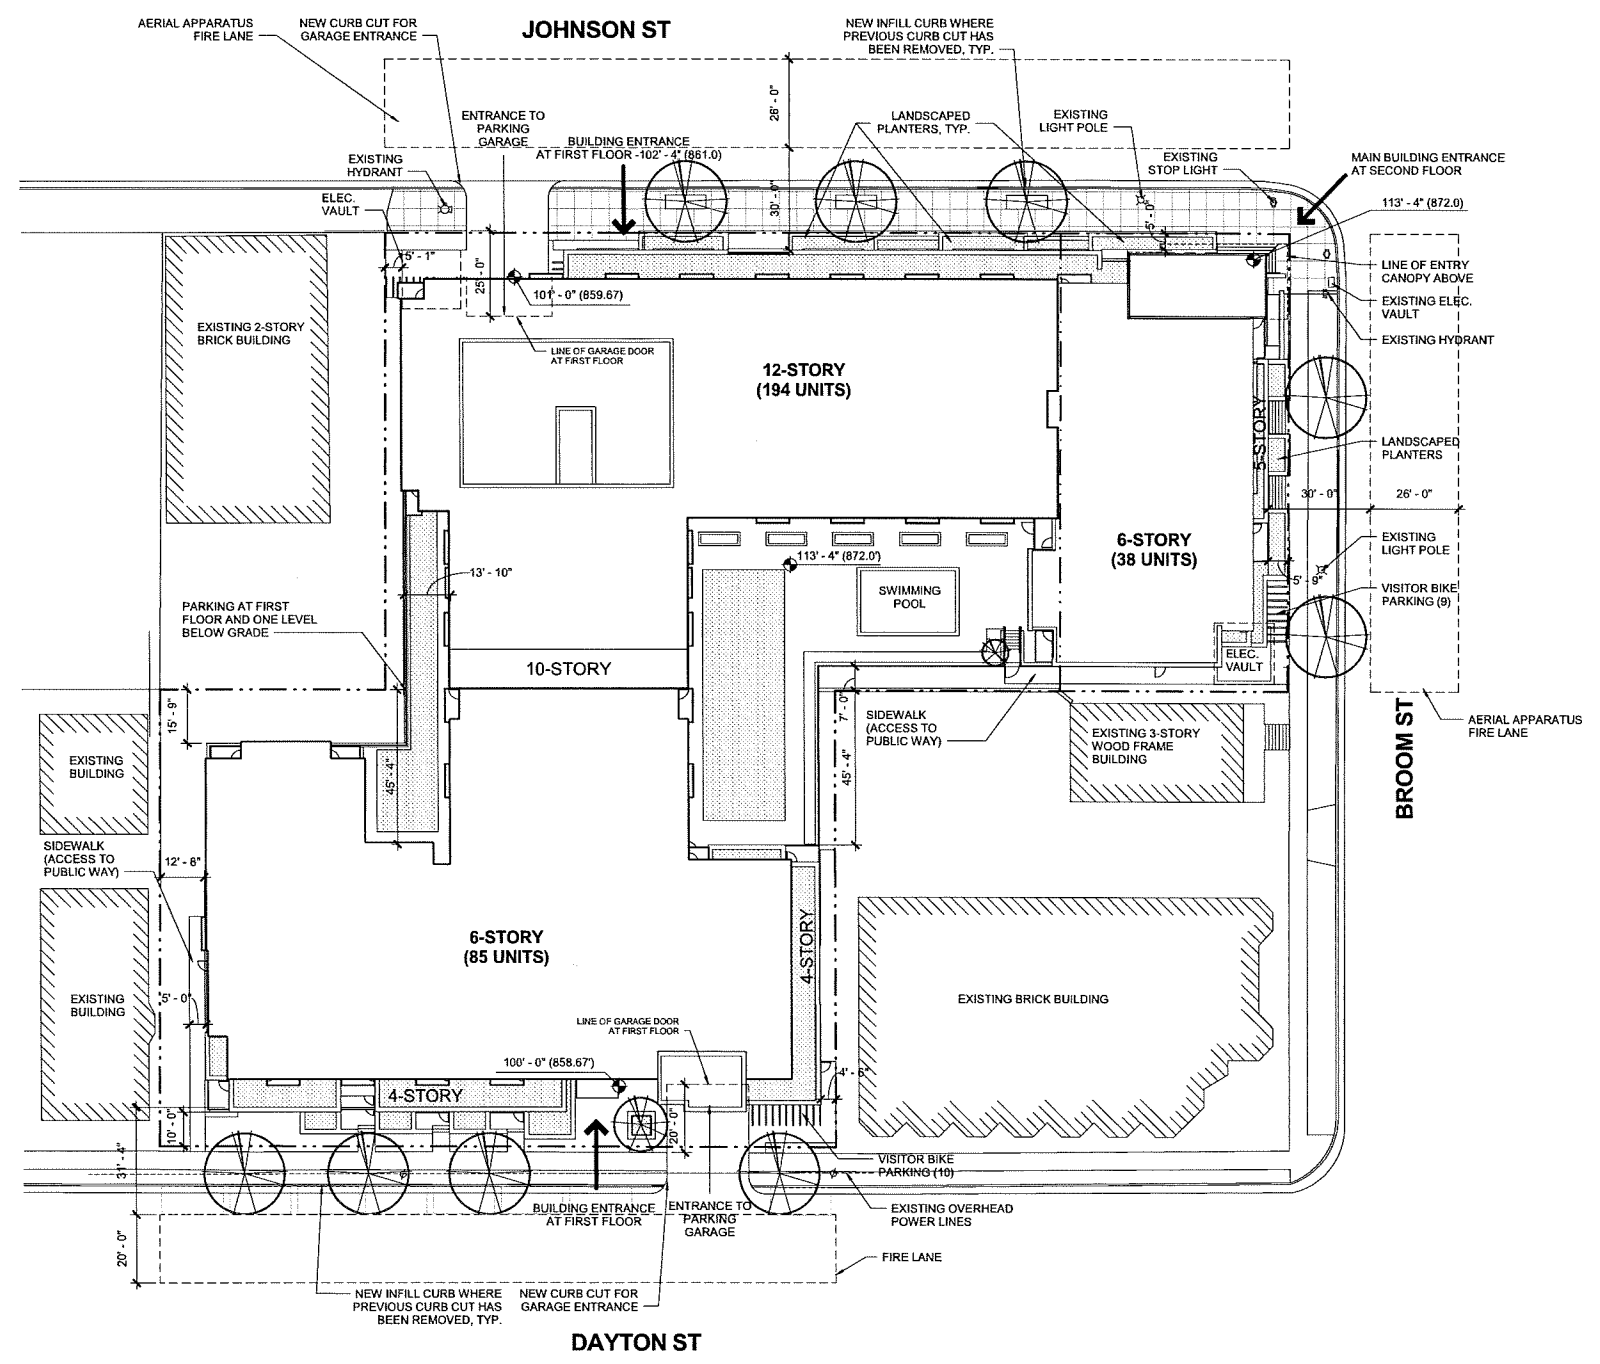 JOHNSON ST
AERIAL APPARATUS
FIRE LANE
NEW CURB CUT FOR
GARAGE ENTRANCE
NEW INFILL CURB WHERE
PREVIOUS CURB CUT HAS
BEEN REMOVED, TYP.
26' - 0"
ENTRANCE TO
PARKING
GARAGE
BUILDING ENTRANCE
AT FIRST FLOOR -102' - 4" (861.0)
LANDSCAPED
PLANTERS, TYP.
EXISTING
LIGHT POLE
EXISTING
HYDRANT
EXISTING
STOP LIGHT
MAIN BUILDING ENTRANCE
AT SECOND FLOOR
ELEC.
VAULT
30' - 0"
5' - 0"
113' - 4" (872.0)
5' - 1"
25' - 0"
101' - 0" (859.67)
LINE OF ENTRY
CANOPY ABOVE
EXISTING ELEC.
VAULT
EXISTING HYDRANT
EXISTING 2-STORY
BRICK BUILDING
LINE OF GARAGE DOOR
AT FIRST FLOOR
12-STORY
(194 UNITS)
5-STORY
LANDSCAPED
PLANTERS
30' - 0"
26' - 0"
6-STORY
(38 UNITS)
EXISTING
LIGHT POLE
113' - 4" (872.0')
13' - 10"
SWIMMING
POOL
5' - 9"
VISITOR BIKE
PARKING (9)
PARKING AT FIRST
FLOOR AND ONE LEVEL
BELOW GRADE
10-STORY
ELEC.
VAULT
15' - 9"
7' - 0"
SIDEWALK
(ACCESS TO
PUBLIC WAY)
EXISTING 3-STORY
WOOD FRAME
BUILDING
AERIAL APPARATUS
FIRE LANE
BROOM ST
EXISTING
BUILDING
45' - 4"
45' - 4"
SIDEWALK
(ACCESS TO
PUBLIC WAY)
12' - 8"
6-STORY
(85 UNITS)
4-STORY
EXISTING
BUILDING
5' - 0"
EXISTING BRICK BUILDING
LINE OF GARAGE DOOR
AT FIRST FLOOR
100' - 0" (858.67')
4' - 6"
4-STORY
10' - 0"
20' - 0"
31' - 4"
VISITOR BIKE
PARKING (10)
BUILDING ENTRANCE
AT FIRST FLOOR
ENTRANCE TO
PARKING
GARAGE
EXISTING OVERHEAD
POWER LINES
20' - 0"
FIRE LANE
NEW INFILL CURB WHERE
PREVIOUS CURB CUT HAS
BEEN REMOVED, TYP.
NEW CURB CUT FOR
GARAGE ENTRANCE
DAYTON ST